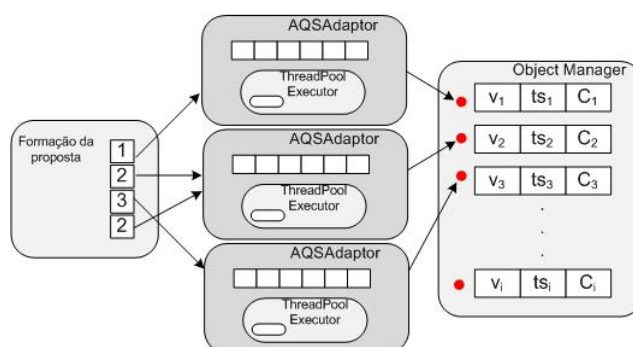 Formação da
proposta
1
2
3
2
AQSAdaptor
ThreadPool
Executor
AQSAdaptor
ThreadPool
Executor
AQSAdaptor
ThreadPool
Executor
Object Manager
v1 ts1 C1
v2 ts2 C2
v3 ts3 C3
.
.
.
vi tsi Ci